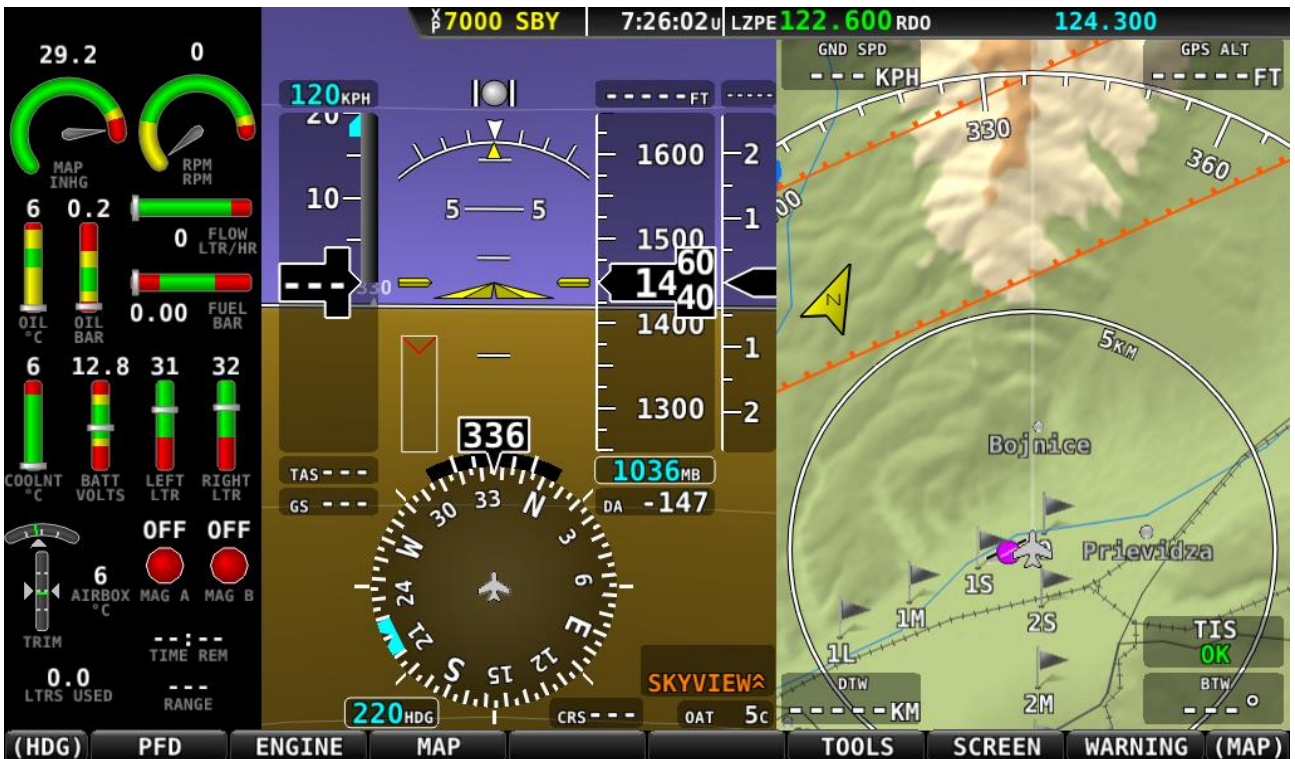 XP 7000 SBY 7:26:02U LZPE 122.600 RDO 124.300
29.2 0
MAP INHG
RPM RPM
6 0.2
0 FLOW LTR/HR
0.00 FUEL BAR
OIL °C
OIL BAR
6 12.8 31 32
COOLNT °C
BATT VOLTS
LEFT LTR
RIGHT LTR
OFF OFF
MAG A MAG B
6
AIRBOX °C
TRIM
--:--
TIME REM
0.0
LTRS USED
---
RANGE
120KPH
20
10
---
TAS---
GS ---
5 5
330
-----FT -----
1600
1500
14 60 40
1400
1300
2
1
1
2
1036MB
DA -147
336
33 N 3 6 E 12 15 S 21 24 W 30
220HDG
CRS---
SKYVIEW
OAT 5C
GND SPD
--- KPH
GPS ALT
-----FT
330
360
N
5KM
Bojnice
Prievidza
1S
1M
1L
2S
2M
TIS
OK
DTW
-----KM
BTW
---°
(HDG) PFD ENGINE MAP TOOLS SCREEN WARNING (MAP)